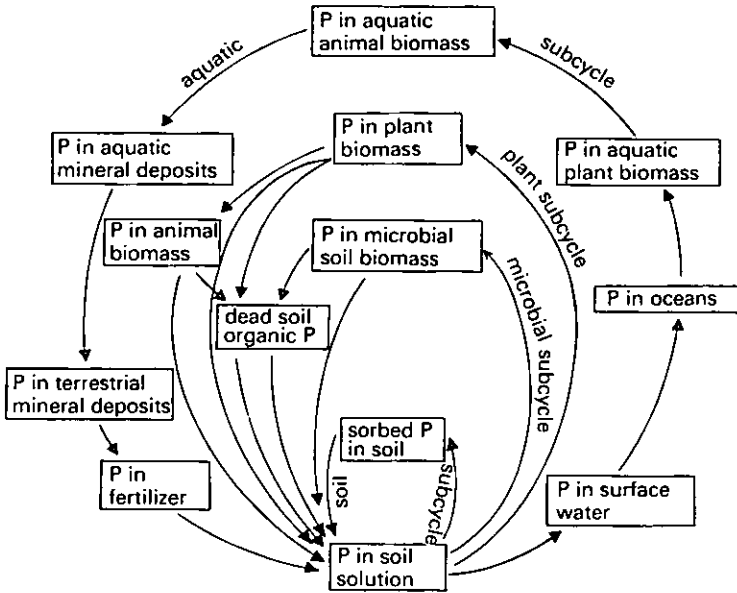 P in aquatic
animal biomass
aquatic
subcycle
P in aquatic
mineral deposits
P in plant
biomass
P in aquatic
plant biomass
plant subcycle
P in animal
biomass
P in microbial
soil biomass
microbial subcycle
dead soil
organic P
P in oceans
P in terrestrial
mineral deposits
sorbed P
in soil
P in
fertilizer
soil
subcycle
P in surface
water
P in soil
solution